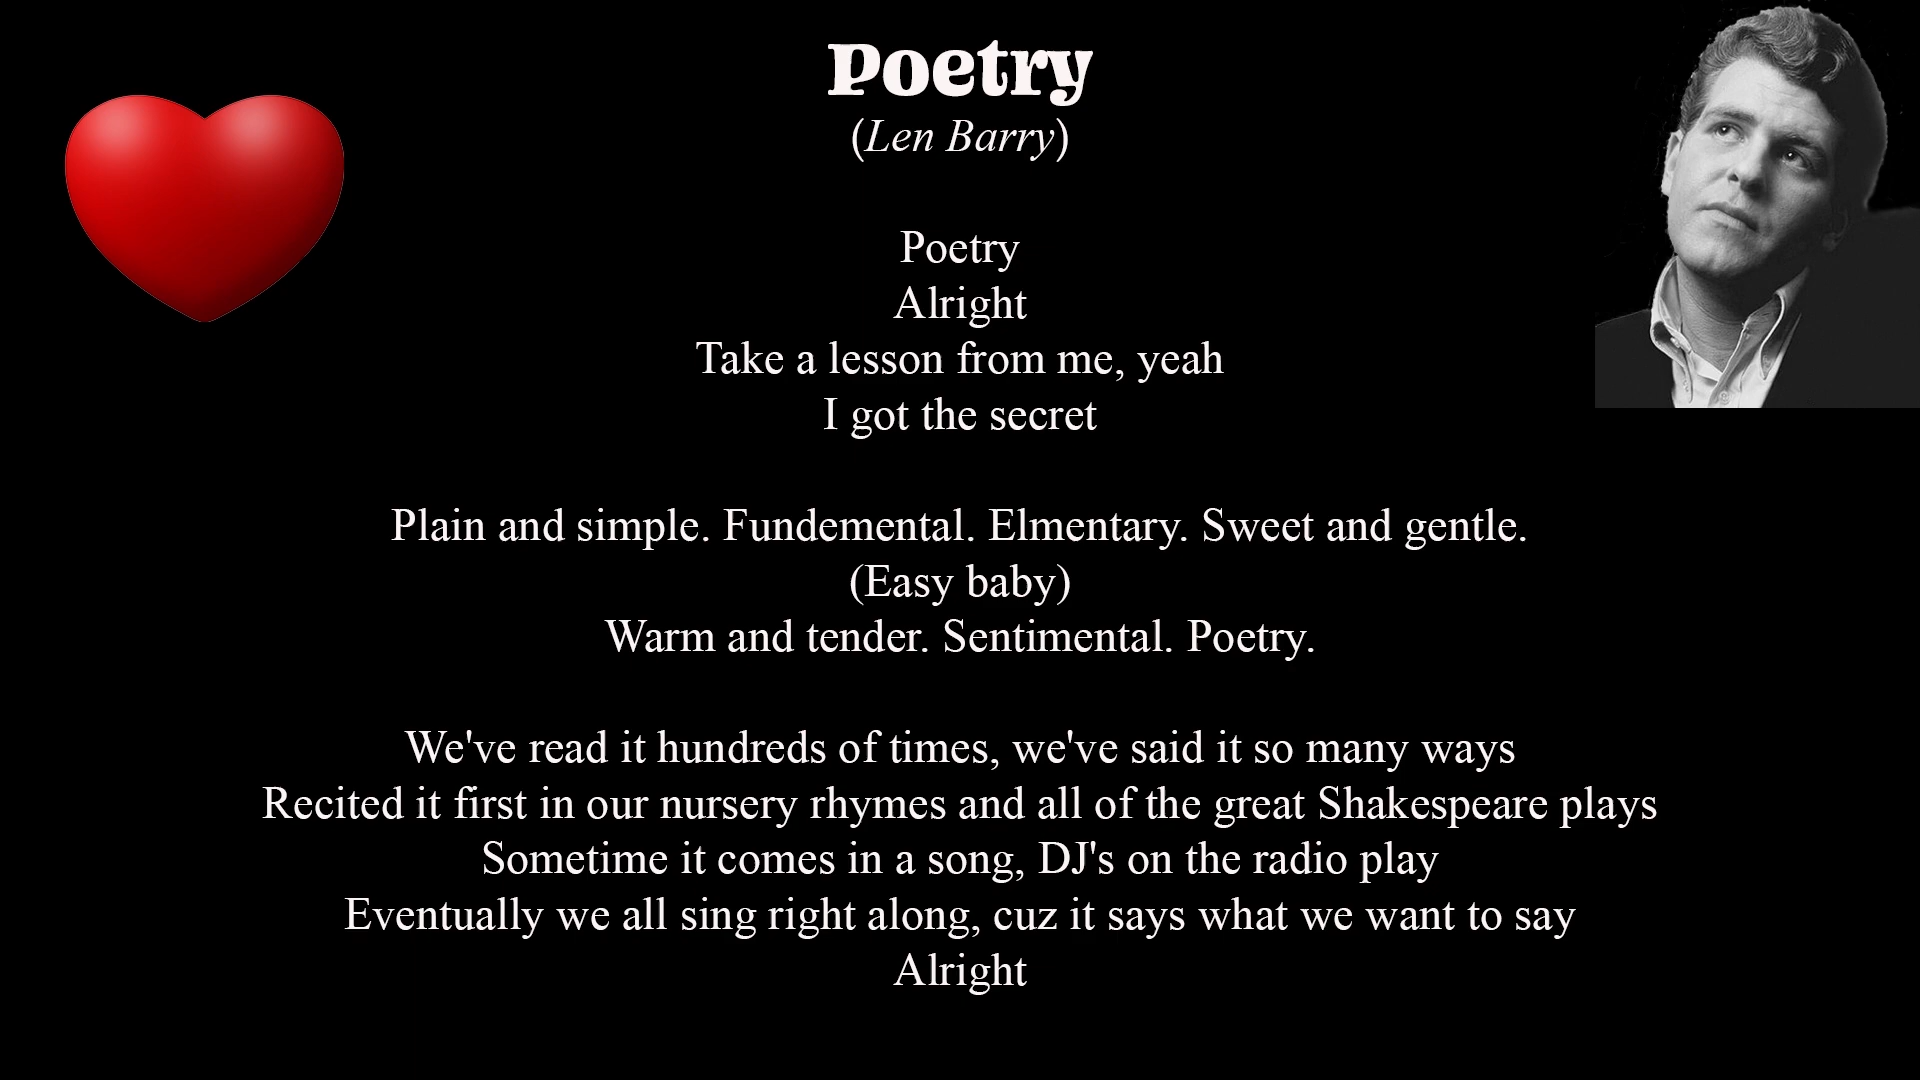 Poetry
(Len Barry)
Poetry
Alright
Take a lesson from me, yeah
I got the secret
Plain and simple. Fundemental. Elmentary. Sweet and gentle.
(Easy baby)
Warm and tender. Sentimental. Poetry.
We've read it hundreds of times, we've said it so many ways
Recited it first in our nursery rhymes and all of the great Shakespeare plays
Sometime it comes in a song, DJ's on the radio play
Eventually we all sing right along, cuz it says what we want to say
Alright